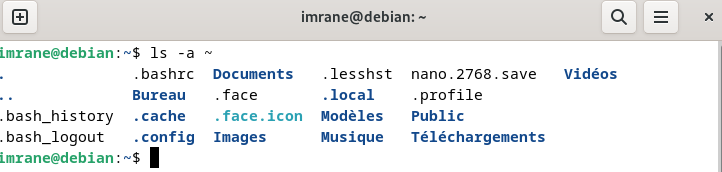 imrane@debian: ~
imrane@debian:~$ ls -a ~
. .bashrc Documents .lesshst nano.2768.save Vidéos
.. Bureau .face .local .profile
.bash_history .cache .face.icon Modèles Public
.bash_logout .config Images Musique Téléchargements
imrane@debian:~$